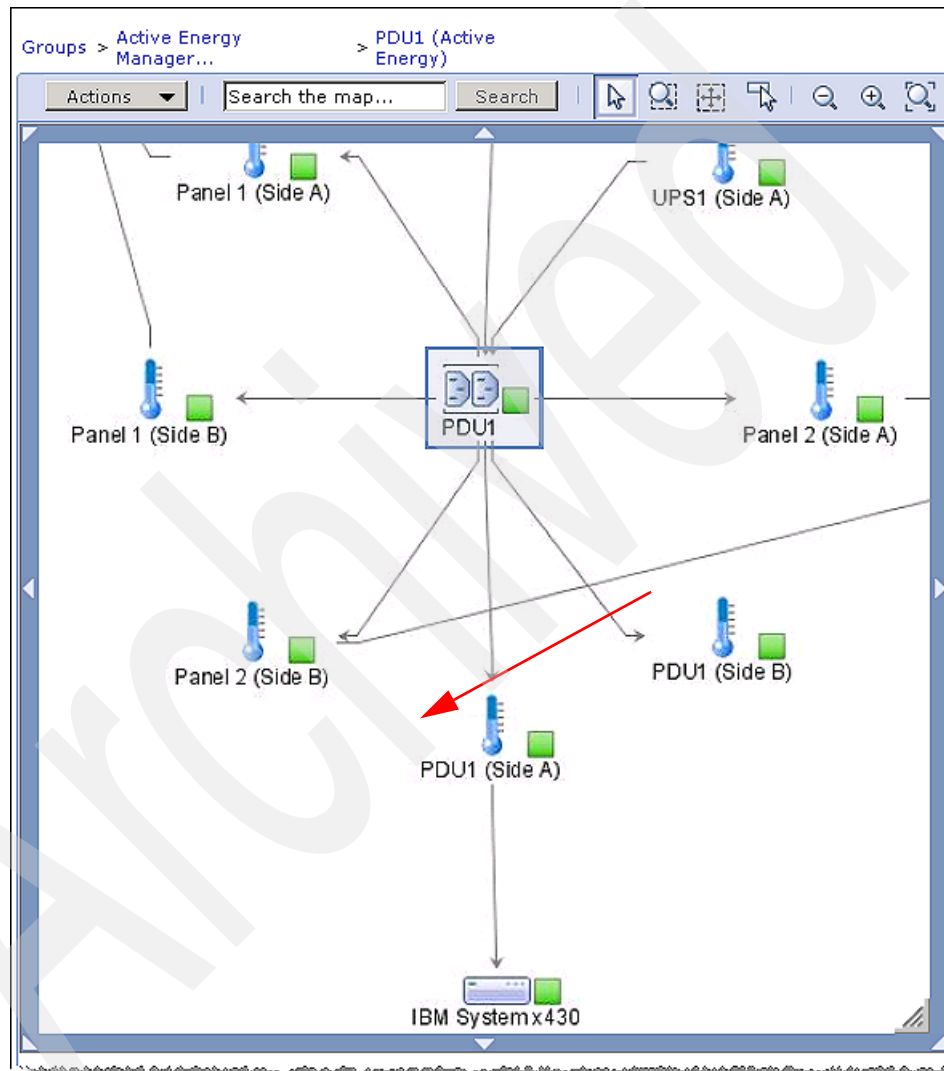 Groups > Active Energy Manager... > PDU1 (Active Energy)
Actions
Search the map...
Search
Panel 1 (Side A)
UPS1 (Side A)
Panel 1 (Side B)
PDU1
Panel 2 (Side A)
Panel 2 (Side B)
PDU1 (Side B)
PDU1 (Side A)
IBM System x430
Archived